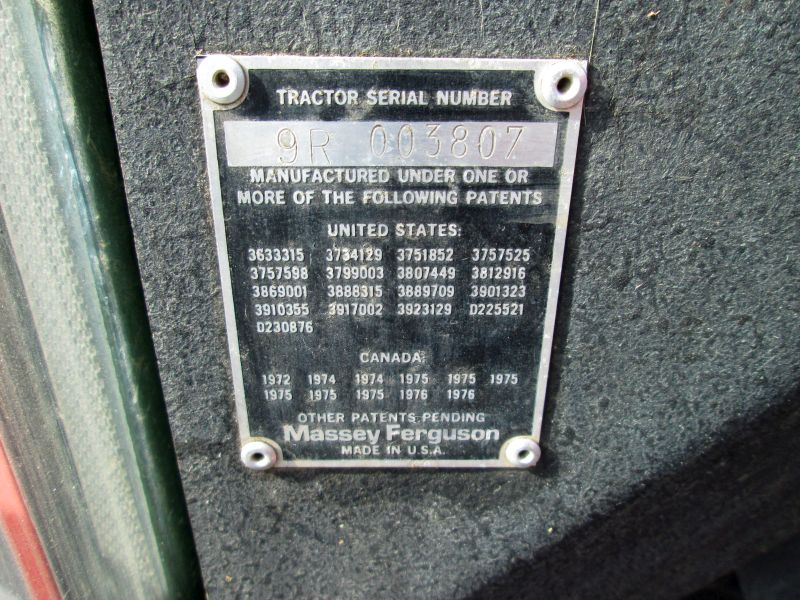 TRACTOR SERIAL NUMBER
9R 003807
MANUFACTURED UNDER ONE OR
MORE OF THE FOLLOWING PATENTS
UNITED STATES:
3633315 3734129 3751852 3757525
3757598 3799003 3807449 3812916
3869001 3888315 3889709 3901323
3910355 3917002 3923129 D225521
D230876
CANADA:
1972 1974 1974 1975 1975 1975
1975 1975 1975 1976 1976
OTHER PATENTS PENDING
Massey Ferguson
MADE IN U.S.A.